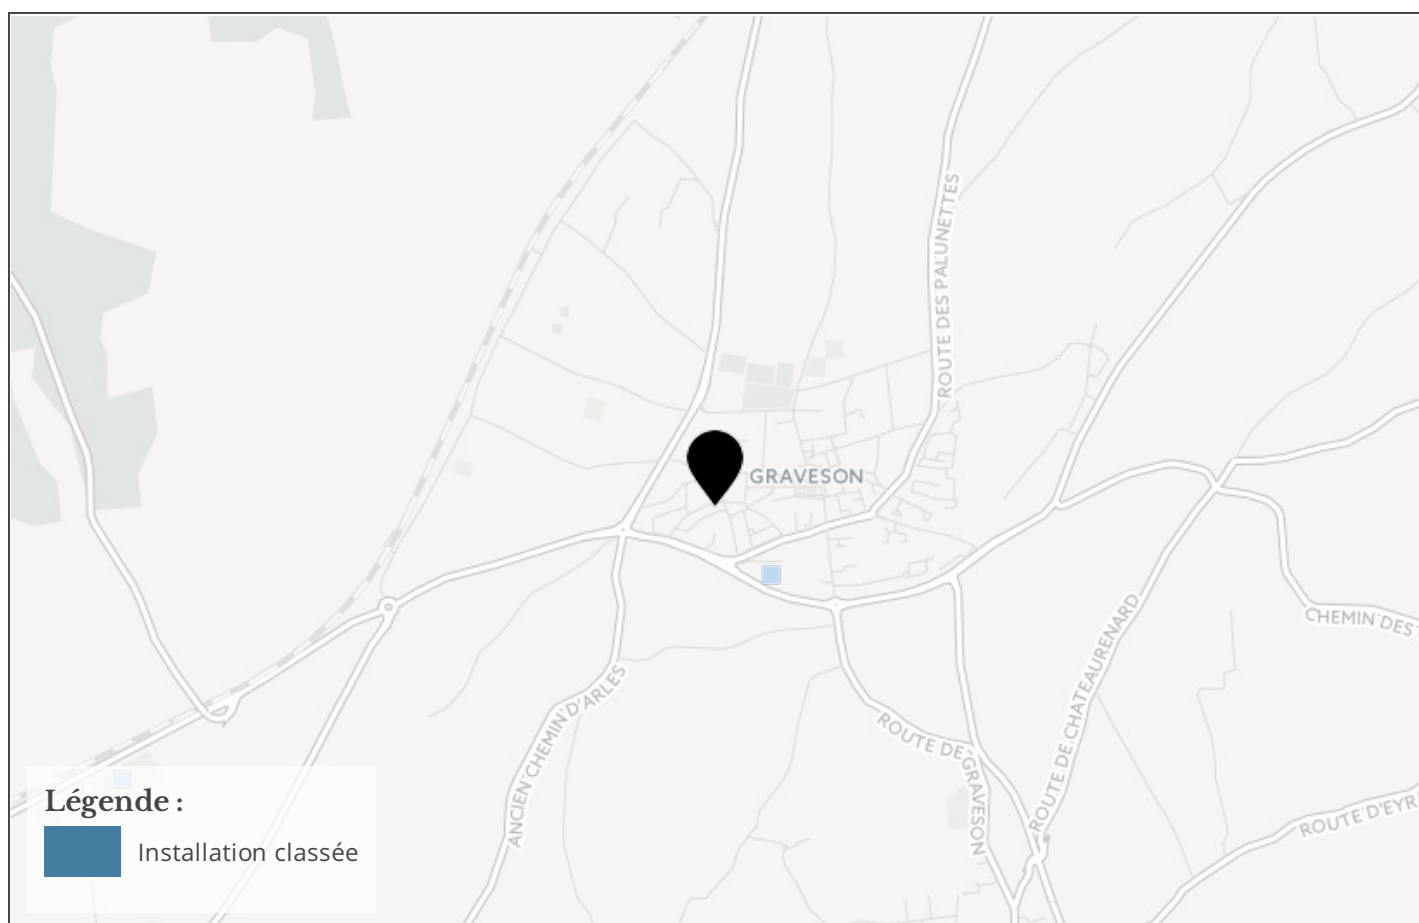 ROUTE DES PALUNETTES
GRAVESON
CHEMIN DES
ROUTE DE CHATEAURENARD
ANCIEN CHEMIN D'ARLES
ROUTE DE GRAVESON
ROUTE D'EYR
Légende :
Installation classée